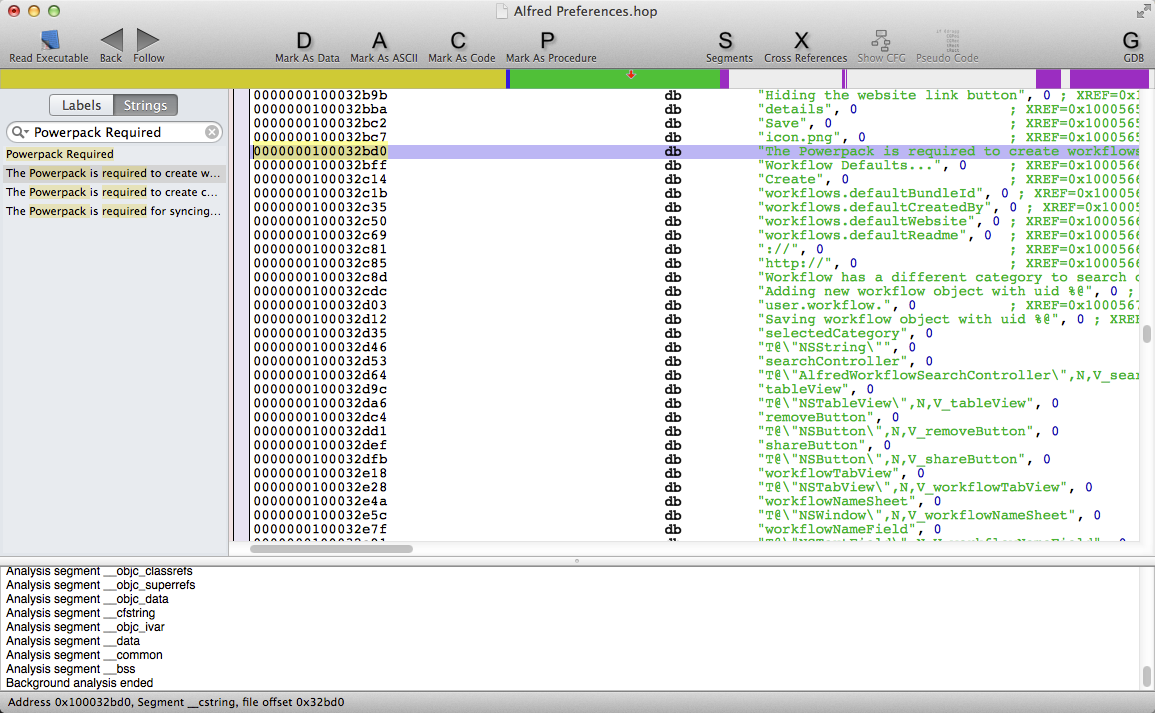 Alfred Preferences.hop
D A C P S X G
Read Executable Back Follow Mark As Data Mark As ASCII Mark As Code Mark As Procedure Segments Cross References Show CFG Pseudo Code GDB
Labels Strings
Powerpack Required
Powerpack Required
The Powerpack is required to create w...
The Powerpack is required to create c...
The Powerpack is required for syncing...
0000000100032b9b db "Hiding the website link button", 0 ; XREF=0x1
0000000100032bba db "details", 0 ; XREF=0x1000565
0000000100032bc2 db "Save", 0 ; XREF=0x1000565
0000000100032bc7 db "icon.png", 0 ; XREF=0x1000565
0000000100032bd0 db "The Powerpack is required to create workflows
0000000100032bff db "Workflow Defaults...", 0 ; XREF=0x1000566
0000000100032c14 db "Create", 0 ; XREF=0x1000566
0000000100032c1b db "workflows.defaultBundleId", 0 ; XREF=0x1000566
0000000100032c35 db "workflows.defaultCreatedBy", 0 ; XREF=0x100056
0000000100032c50 db "workflows.defaultWebsite", 0 ; XREF=0x1000566
0000000100032c69 db "workflows.defaultReadme", 0 ; XREF=0x1000566
0000000100032c81 db "://", 0 ; XREF=0x1000566
0000000100032c85 db "http://", 0 ; XREF=0x1000566
0000000100032c8d db "Workflow has a different category to search
0000000100032cdc db "Adding new workflow object with uid %@", 0 ;
0000000100032d03 db "user.workflow.", 0 ; XREF=0x1000567
0000000100032d12 db "Saving workflow object with uid %@", 0 ; XREF
0000000100032d35 db "selectedCategory", 0
0000000100032d46 db "T@\"NSString\"", 0
0000000100032d53 db "searchController", 0
0000000100032d64 db "T@\"AlfredWorkflowSearchController\",N,V_sear
0000000100032d9c db "tableView", 0
0000000100032da6 db "T@\"NSTableView\",N,V_tableView", 0
0000000100032dc4 db "removeButton", 0
0000000100032dd1 db "T@\"NSButton\",N,V_removeButton", 0
0000000100032def db "shareButton", 0
0000000100032dfb db "T@\"NSButton\",N,V_shareButton", 0
0000000100032e18 db "workflowTabView", 0
0000000100032e28 db "T@\"NSTabView\",N,V_workflowTabView", 0
0000000100032e4a db "workflowNameSheet", 0
0000000100032e5c db "T@\"NSWindow\",N,V_workflowNameSheet", 0
0000000100032e7f db "workflowNameField", 0
Analysis segment __objc_classrefs
Analysis segment __objc_superrefs
Analysis segment __objc_data
Analysis segment __cfstring
Analysis segment __objc_ivar
Analysis segment __data
Analysis segment __common
Analysis segment __bss
Background analysis ended
Address 0x100032bd0, Segment __cstring, file offset 0x32bd0